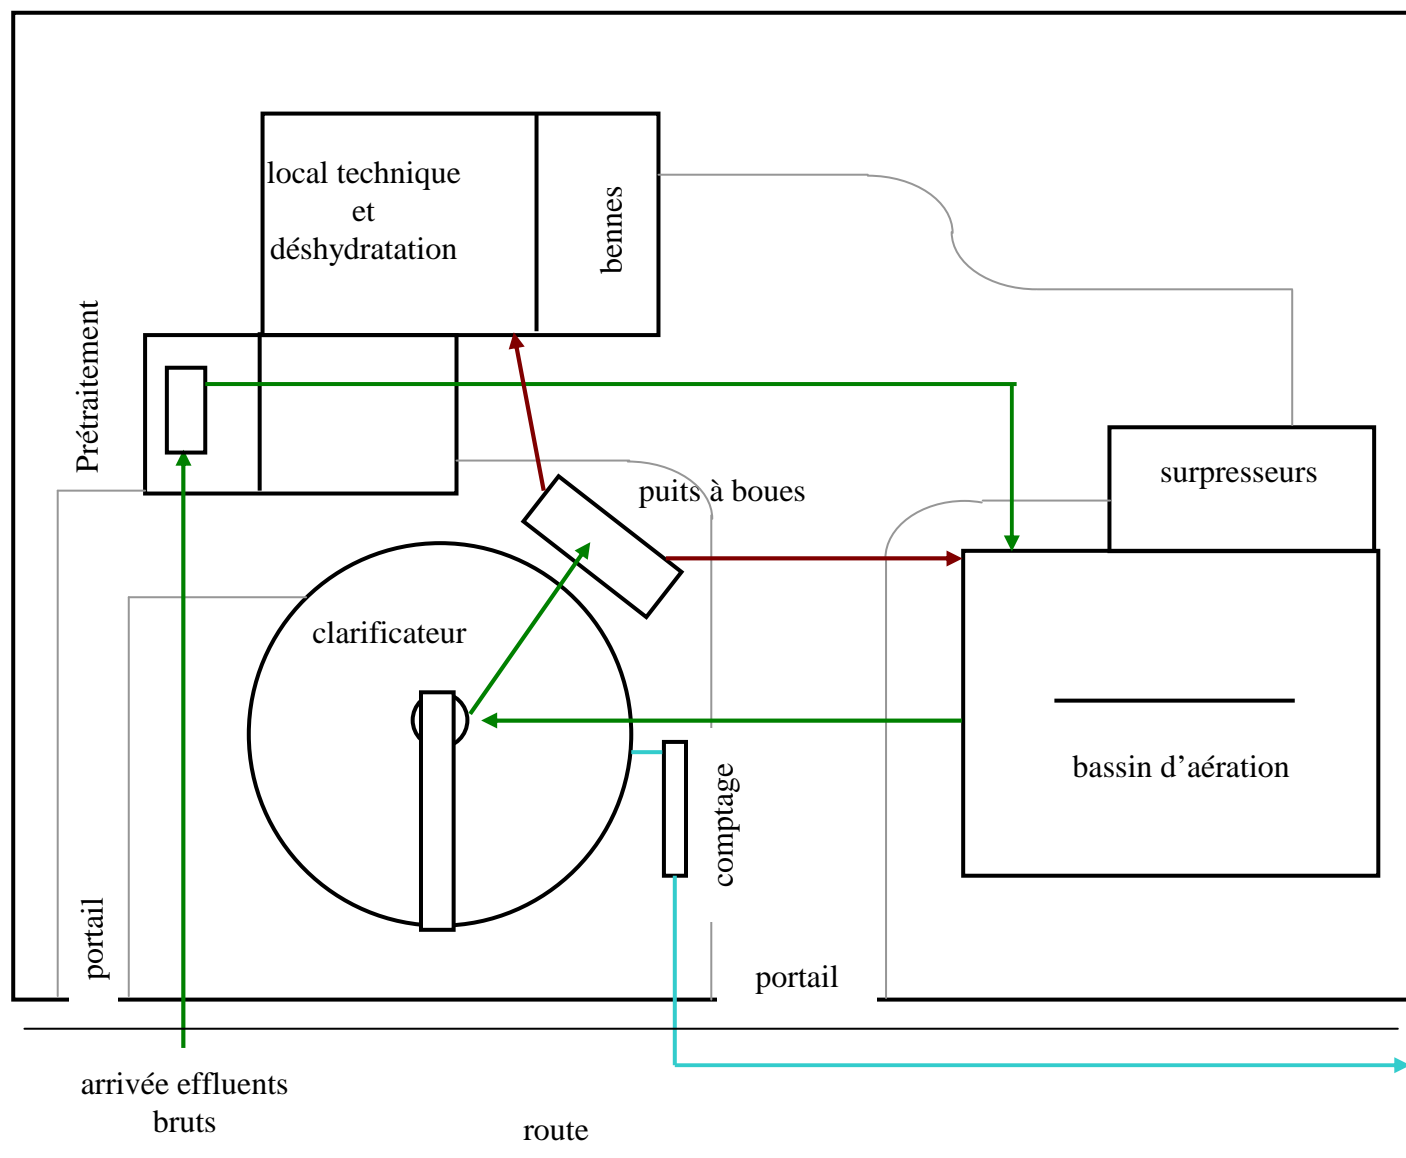 local technique
et
déshydratation
bennes
Prétraitement
surpresseurs
puits à boues
clarificateur
bassin d’aération
comptage
portail
portail
arrivée effluents
bruts
route